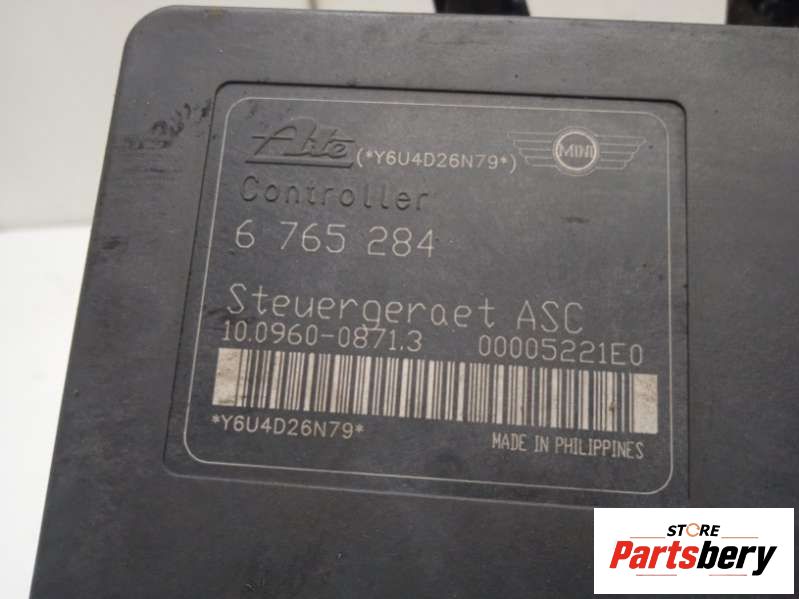 Ate (*Y6U4D26N79*) MINI
Controller
6 765 284
Steuergeraet ASC
10.0960-0871.3 00005221E0
*Y6U4D26N79* MADE IN PHILIPPINES
STORE
Partsbery